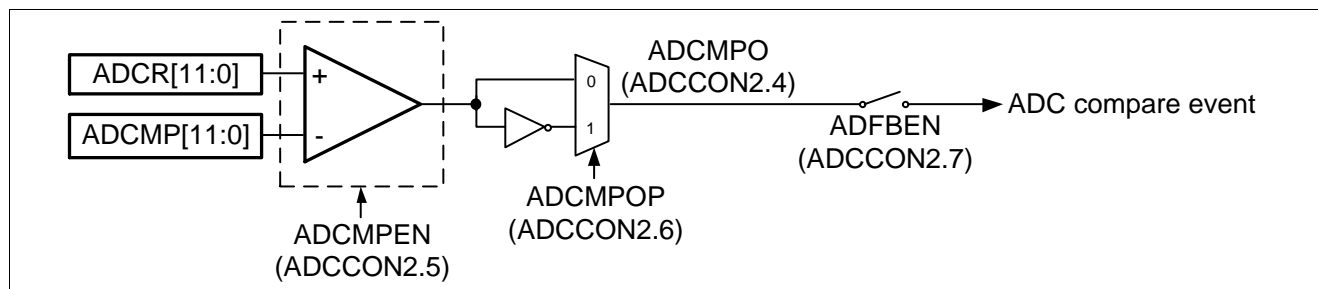 ADCR[11:0]
ADCMP[11:0]
+
-
ADCMPEN
(ADCCON2.5)
0
1
ADCMPOP
(ADCCON2.6)
ADCMPO
(ADCCON2.4)
ADFBEN
(ADCCON2.7)
ADC compare event